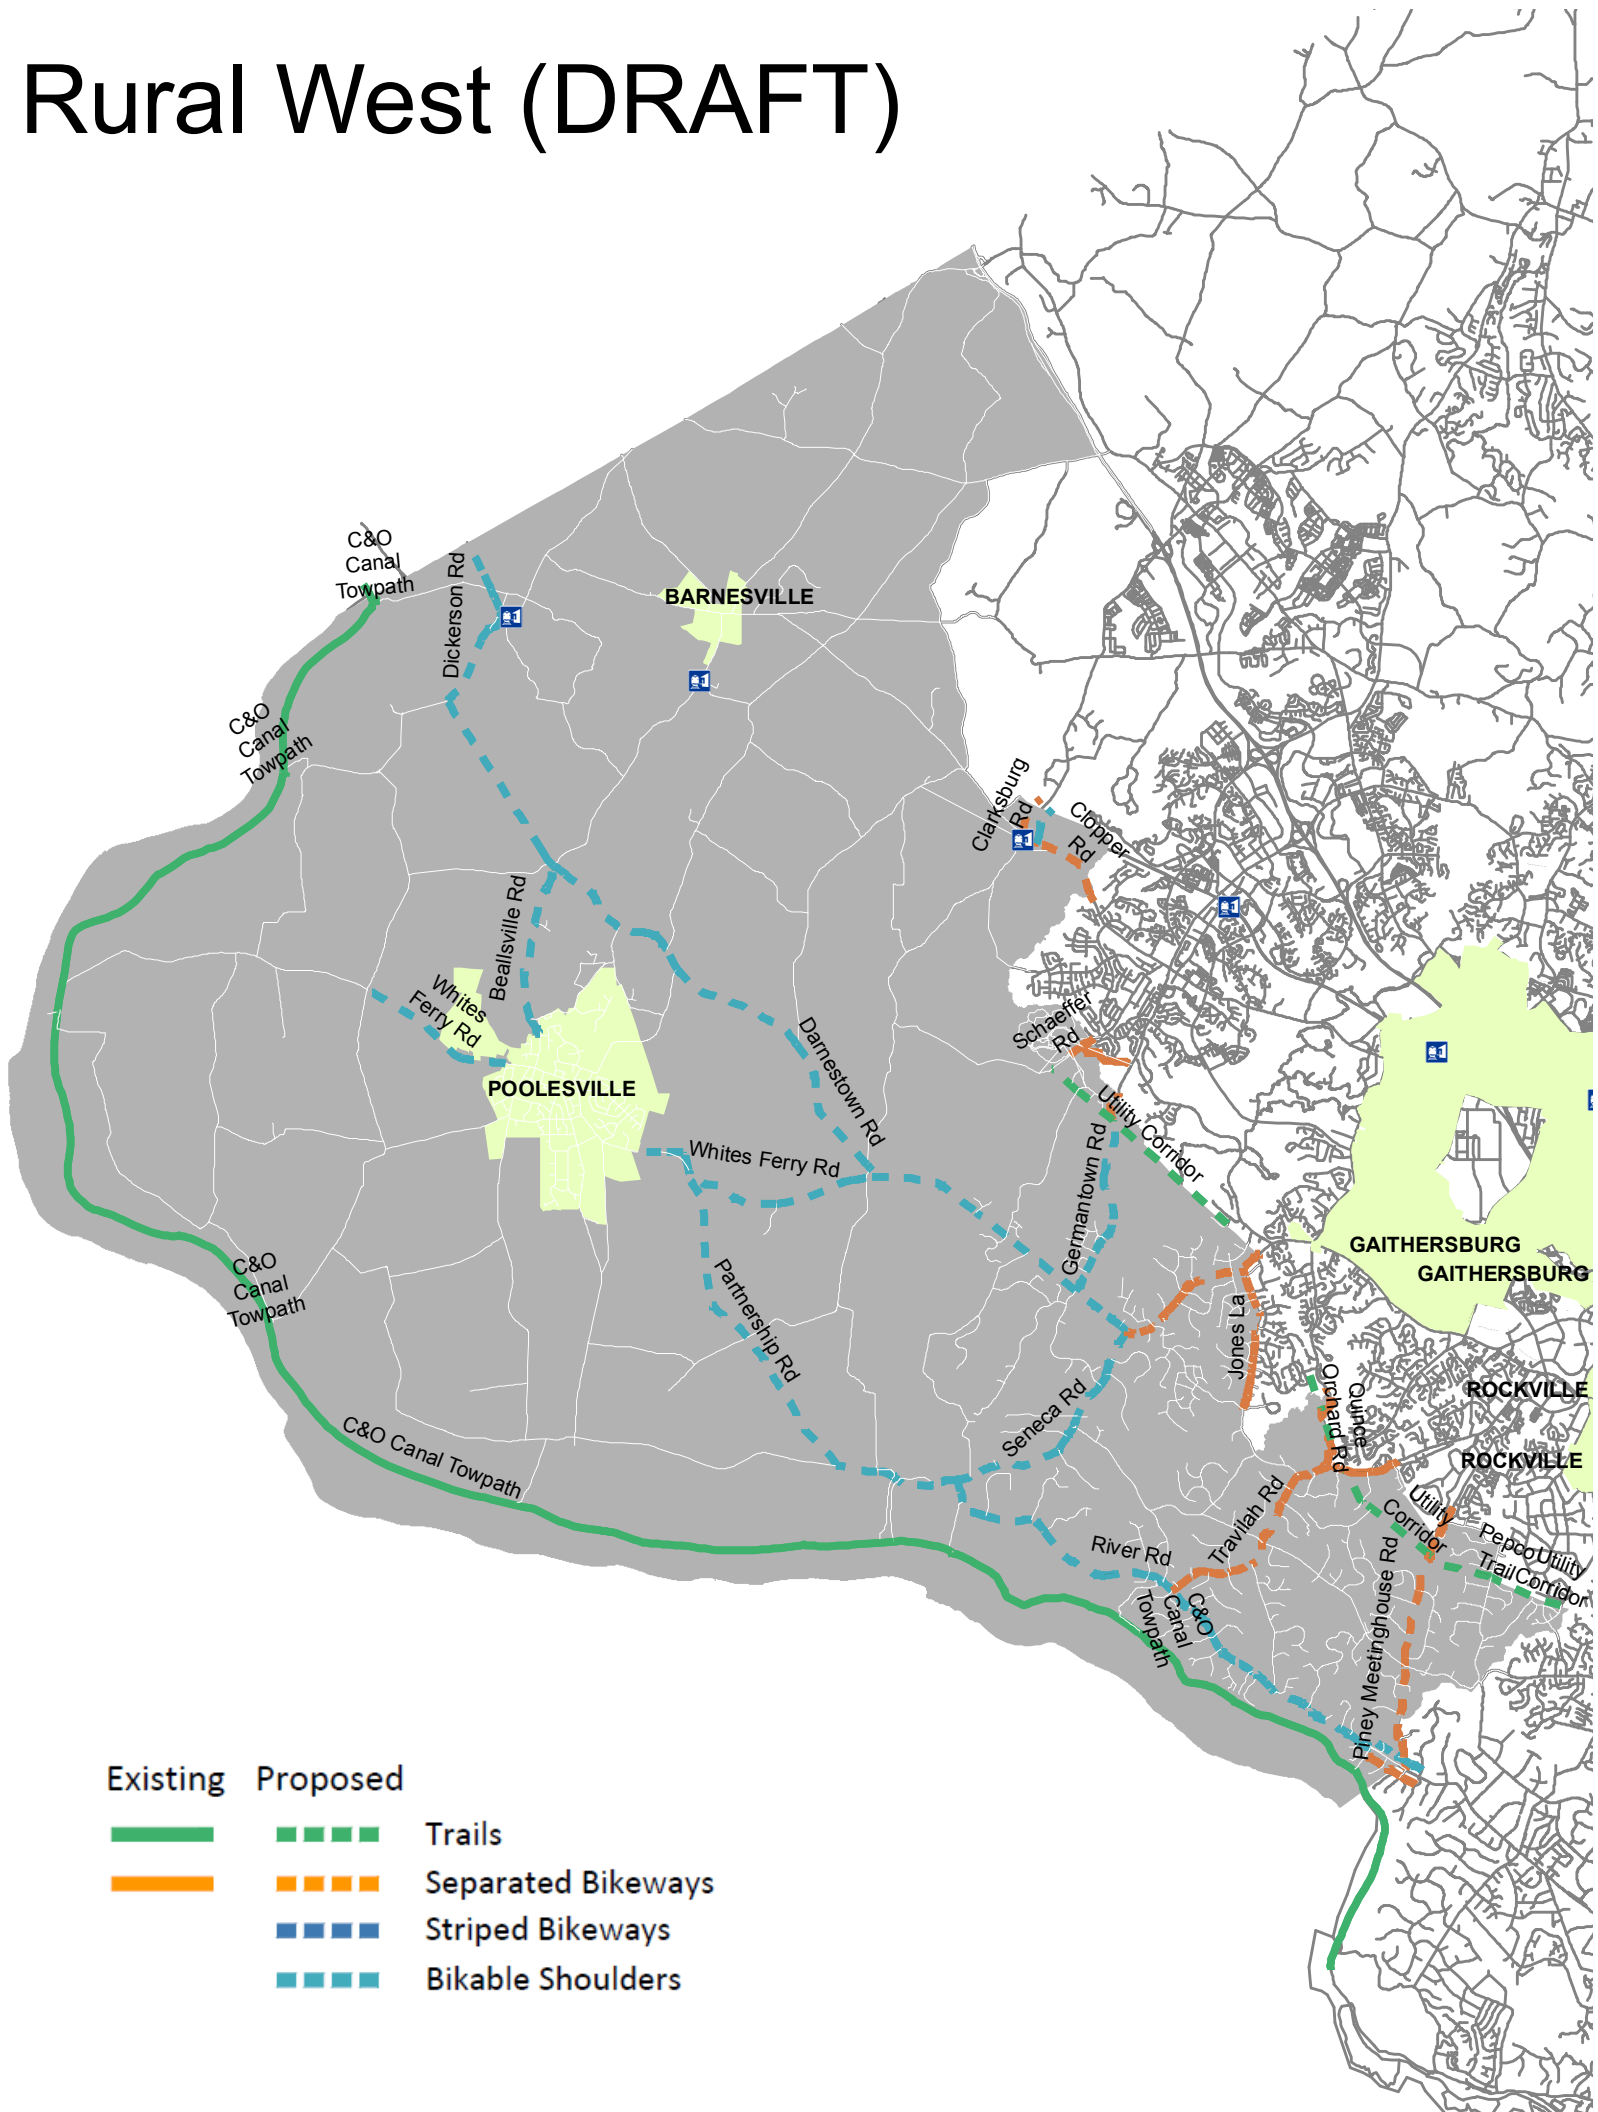 Rural West (DRAFT)
C&O
Canal
Towpath
Dickerson Rd
BARNESVILLE
C&O
Canal
Towpath
Clarksburg
Rd
Clopper
Rd
Beallsville Rd
Whites
Ferry Rd
Schaeffer
Rd
Darnestown Rd
POOLESVILLE
Utility Corridor
Whites Ferry Rd
Germantown Rd
GAITHERSBURG
GAITHERSBURG
C&O
Canal
Towpath
Partnership Rd
Jones La
Quince
Orchard Rd
ROCKVILLE
Seneca Rd
C&O Canal Towpath
ROCKVILLE
Travilah Rd
Utility
Corridor
Pepco Utility
Trail Corridor
River Rd
C&O
Canal
Towpath
Piney Meetinghouse Rd
Existing Proposed
Trails
Separated Bikeways
Striped Bikeways
Bikable Shoulders